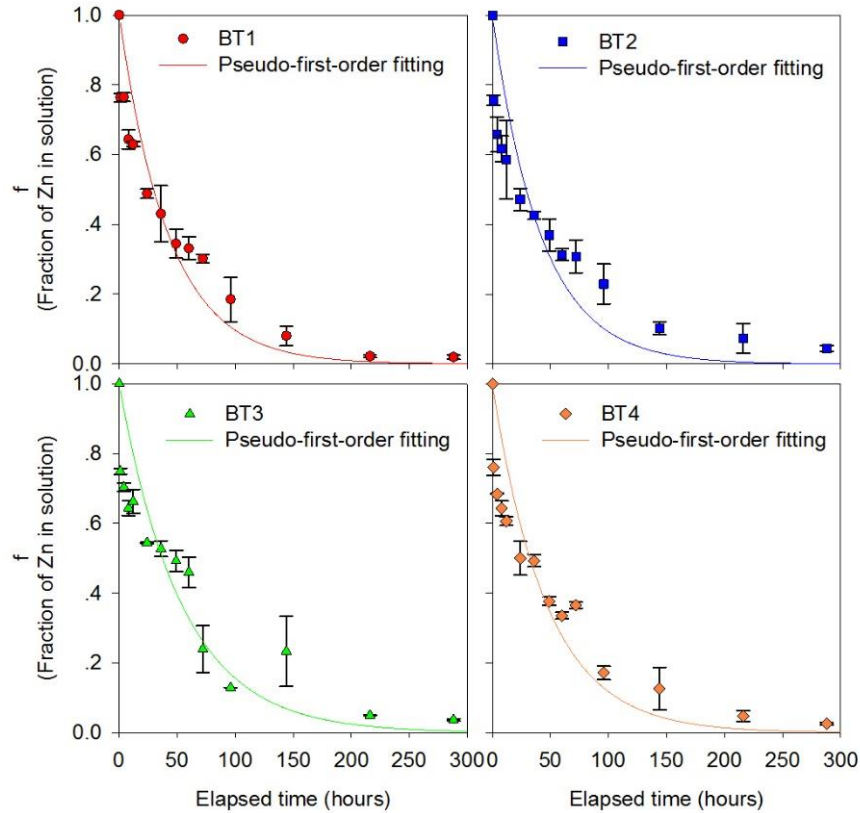 1.0
.8
.6
.4
.2
0.0
f
(Fraction of Zn in solution)
BT1
Pseudo-first-order fitting
BT2
Pseudo-first-order fitting
1.0
.8
.6
.4
.2
0.0
f
(Fraction of Zn in solution)
BT3
Pseudo-first-order fitting
BT4
Pseudo-first-order fitting
0 50 100 150 200 250 300
0 50 100 150 200 250 300
Elapsed time (hours)
Elapsed time (hours)